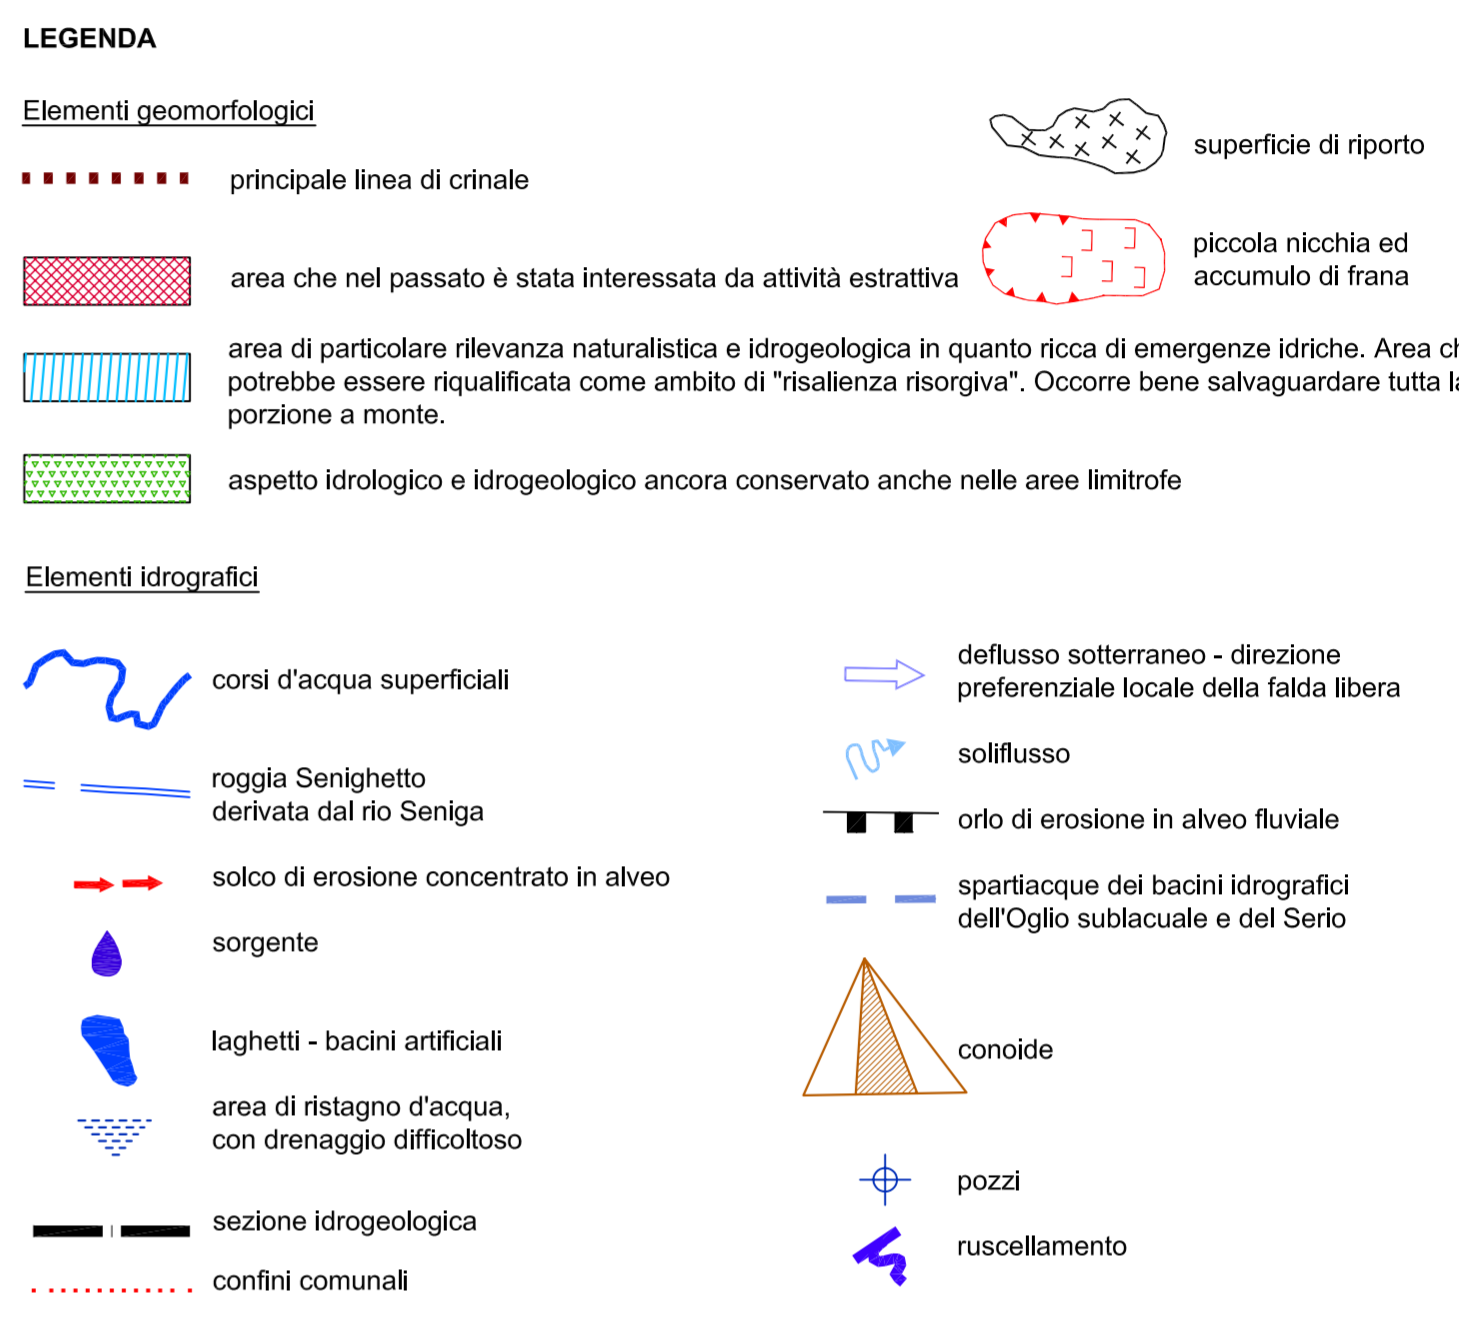 LEGENDA
Elementi geomorfologici
principale linea di crinale
area che nel passato è stata interessata da attività estrattiva
superficie di riporto
piccola nicchia ed
accumulo di frana
area di particolare rilevanza naturalistica e idrogeologica in quanto ricca di emergenze idriche. Area
potrebbe essere riqualificata come ambito di "risalienza risorgiva". Occorre bene salvaguardare tutta
porzione a monte.
aspetto idrologico e idrogeologico ancora conservato anche nelle aree limitrofe
Elementi idrografici
corsi d'acqua superficiali
roggia Senighetto
derivata dal rio Seniga
solco di erosione concentrato in alveo
sorgente
laghetti - bacini artificiali
area di ristagno d'acqua,
con drenaggio difficoltoso
sezione idrogeologica
confini comunali
deflusso sotterraneo - direzione
preferenziale locale della falda libera
soliflusso
orlo di erosione in alveo fluviale
spartiacque dei bacini idrografici
dell'Oglio sublacuale e del Serio
conoide
pozzi
ruscellamento